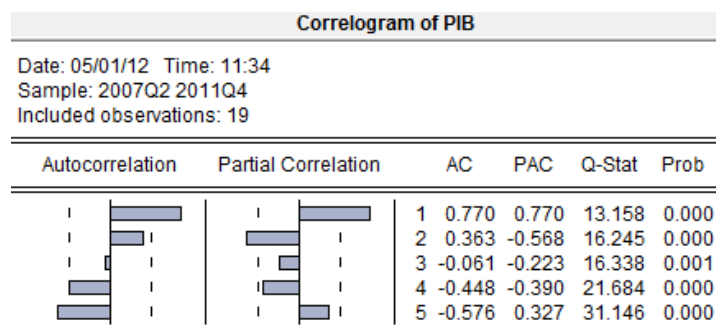 Correlogram of PIB
Date: 05/01/12 Time: 11:34
Sample: 2007Q2 2011Q4
Included observations: 19
Autocorrelation Partial Correlation AC PAC Q-Stat Prob
1 0.770 0.770 13.158 0.000
2 0.363 -0.568 16.245 0.000
3 -0.061 -0.223 16.338 0.001
4 -0.448 -0.390 21.684 0.000
5 -0.576 0.327 31.146 0.000